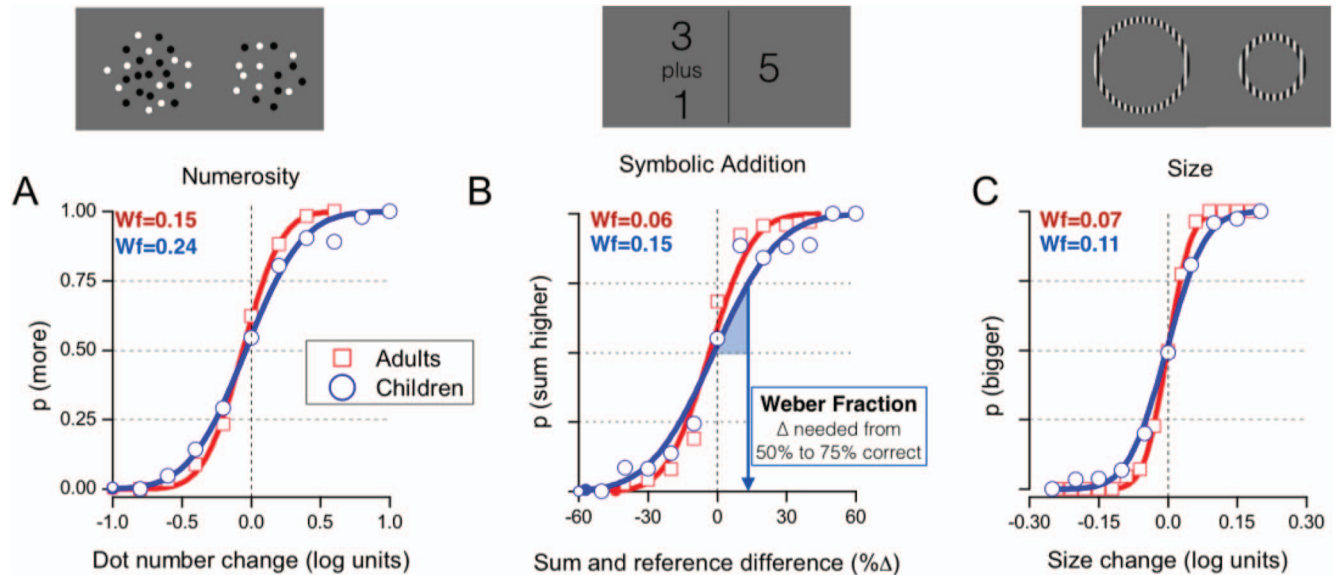 3
plus
1
5
A
Numerosity
Wf=0.15
Wf=0.24
1.00
0.75
0.50
0.25
0.00
p (more)
-1.0 -0.5 0.0 0.5 1.0
Dot number change (log units)
Adults
Children
B
Symbolic Addition
Wf=0.06
Wf=0.15
p (sum higher)
Weber Fraction
Δ needed from
50% to 75% correct
-60 -30 0 30 60
Sum and reference difference (%Δ)
C
Size
Wf=0.07
Wf=0.11
p (bigger)
-0.30 -0.15 0.0 0.15 0.30
Size change (log units)